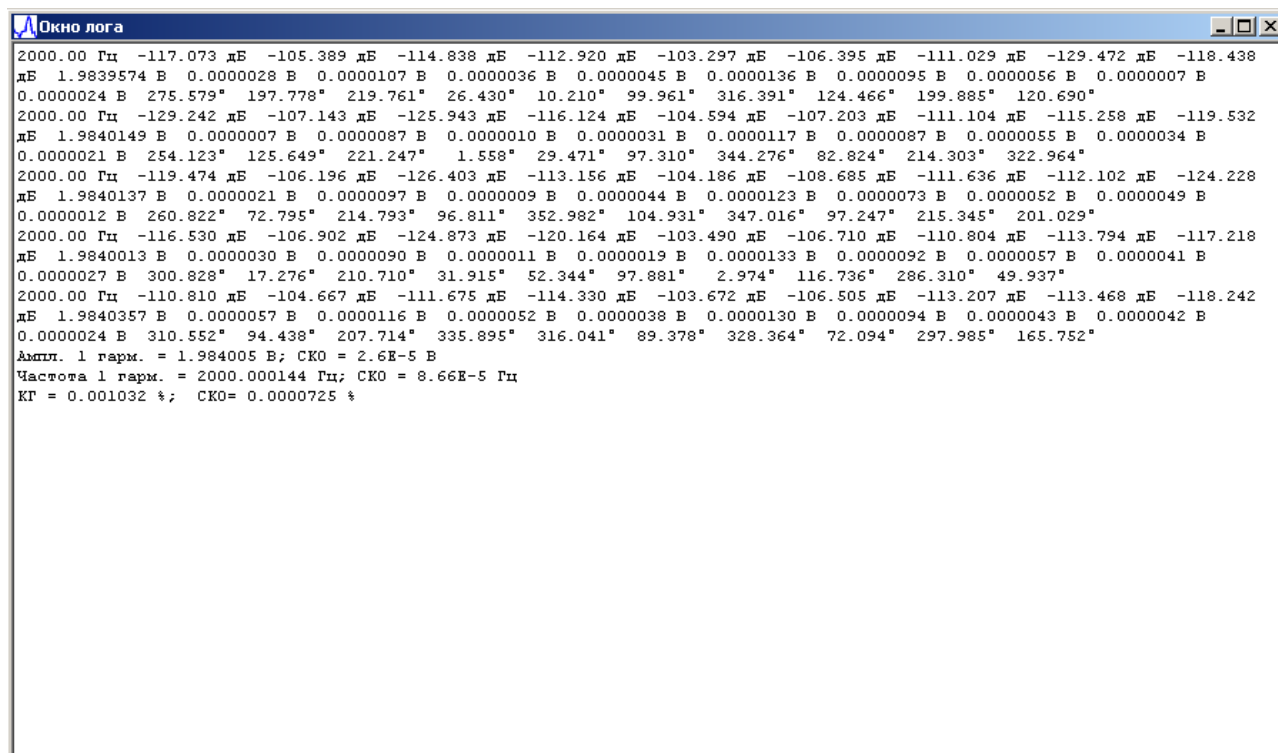 Окно лога
2000.00 Гц -117.073 дБ -105.389 дБ -114.838 дБ -112.920 дБ -103.297 дБ -106.395 дБ -111.029 дБ -129.472 дБ -118.438
дБ 1.9839574 В 0.0000028 В 0.0000107 В 0.0000036 В 0.0000045 В 0.0000136 В 0.0000095 В 0.0000056 В 0.0000007 В
0.0000024 В 275.579° 197.778° 219.761° 26.430° 10.210° 99.961° 316.391° 124.466° 199.885° 120.690°
2000.00 Гц -129.242 дБ -107.143 дБ -125.943 дБ -116.124 дБ -104.594 дБ -107.203 дБ -111.104 дБ -115.258 дБ -119.532
дБ 1.9840149 В 0.0000007 В 0.0000087 В 0.0000010 В 0.0000031 В 0.0000117 В 0.0000087 В 0.0000055 В 0.0000034 В
0.0000021 В 254.123° 125.649° 221.247° 1.558° 29.471° 97.310° 344.276° 82.824° 214.303° 322.964°
2000.00 Гц -119.474 дБ -106.196 дБ -126.403 дБ -113.156 дБ -104.186 дБ -108.685 дБ -111.636 дБ -112.102 дБ -124.228
дБ 1.9840137 В 0.0000021 В 0.0000097 В 0.0000009 В 0.0000044 В 0.0000123 В 0.0000073 В 0.0000052 В 0.0000049 В
0.0000012 В 260.822° 72.795° 214.793° 96.811° 352.982° 104.931° 347.016° 97.247° 215.345° 201.029°
2000.00 Гц -116.530 дБ -106.902 дБ -124.873 дБ -120.164 дБ -103.490 дБ -106.710 дБ -110.804 дБ -113.794 дБ -117.218
дБ 1.9840013 В 0.0000030 В 0.0000090 В 0.0000011 В 0.0000019 В 0.0000133 В 0.0000092 В 0.0000057 В 0.0000041 В
0.0000027 В 300.828° 17.276° 210.710° 31.915° 52.344° 97.881° 2.974° 116.736° 286.310° 49.937°
2000.00 Гц -110.810 дБ -104.667 дБ -111.675 дБ -114.330 дБ -103.672 дБ -106.505 дБ -113.207 дБ -113.468 дБ -118.242
дБ 1.9840357 В 0.0000057 В 0.0000116 В 0.0000052 В 0.0000038 В 0.0000130 В 0.0000094 В 0.0000043 В 0.0000042 В
0.0000024 В 310.552° 94.438° 207.714° 335.895° 316.041° 89.378° 328.364° 72.094° 297.985° 165.752°
Ампл. 1 гарм. = 1.984005 В; СКО = 2.6E-5 В
Частота 1 гарм. = 2000.000144 Гц; СКО = 8.66E-5 Гц
КГ = 0.001032 %; СКО= 0.0000725 %